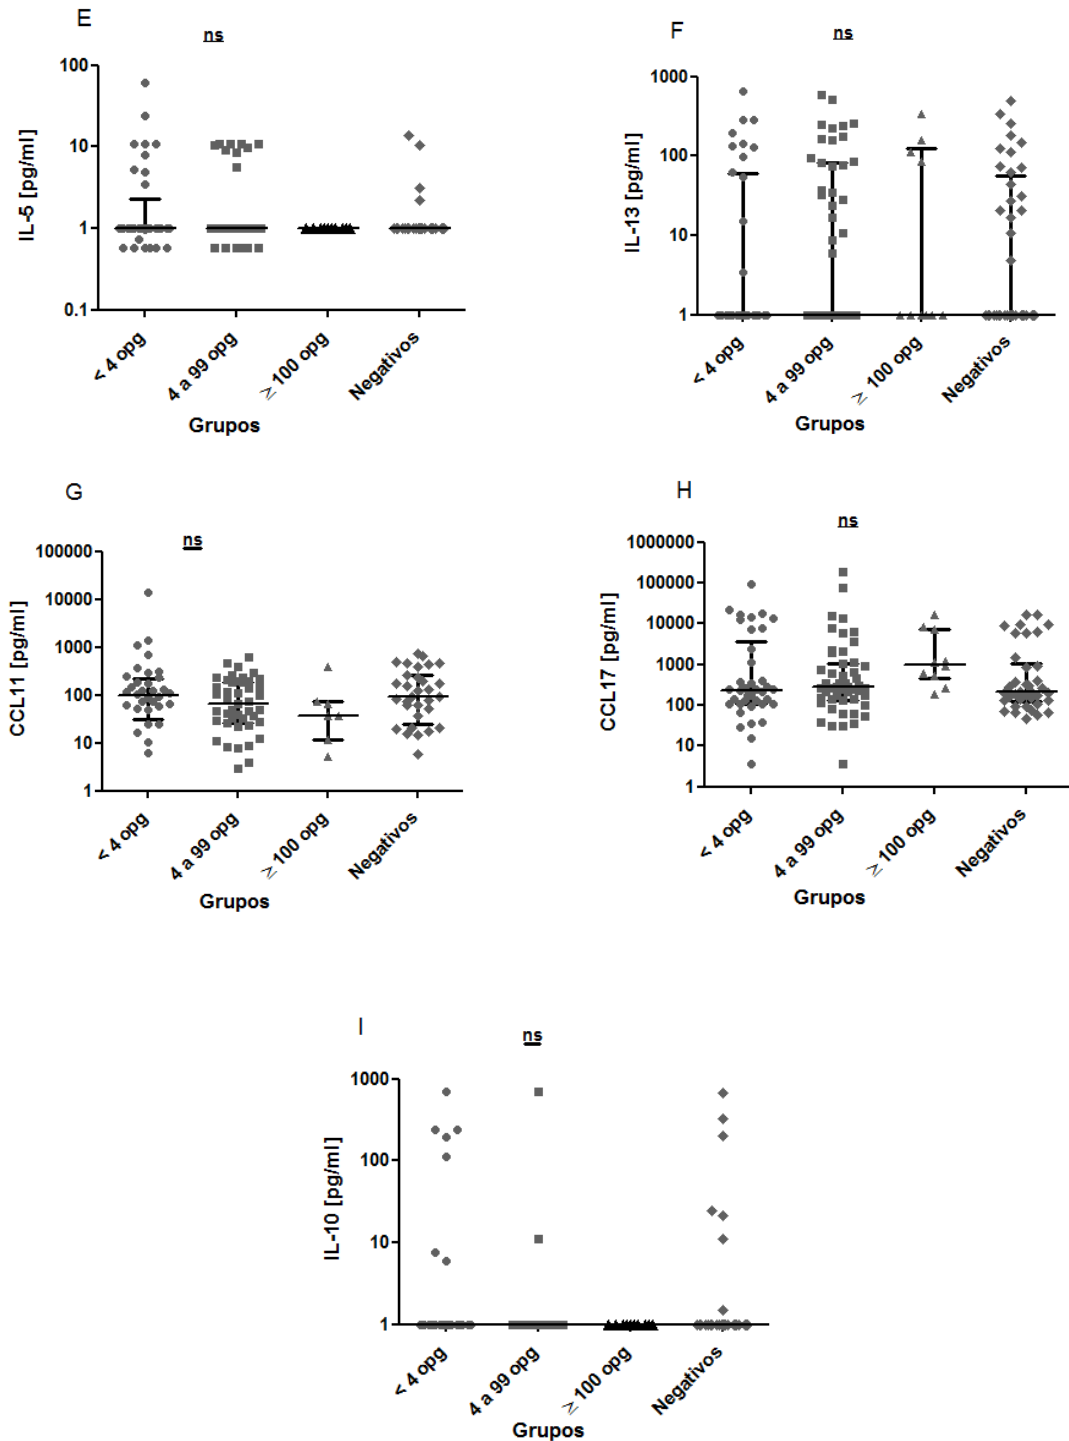 E
ns
IL-5 [pg/ml]
100
10
1
0.1
< 4 opg
4 a 99 opg
≥ 100 opg
Negativos
Grupos
F
ns
IL-13 [pg/ml]
1000
100
10
1
< 4 opg
4 a 99 opg
≥ 100 opg
Negativos
Grupos
G
ns
CCL11 [pg/ml]
100000
10000
1000
100
10
1
< 4 opg
4 a 99 opg
≥ 100 opg
Negativos
Grupos
H
ns
CCL17 [pg/ml]
1000000
100000
10000
1000
100
10
1
< 4 opg
4 a 99 opg
≥ 100 opg
Negativos
Grupos
I
ns
IL-10 [pg/ml]
1000
100
10
1
< 4 opg
4 a 99 opg
≥ 100 opg
Negativos
Grupos